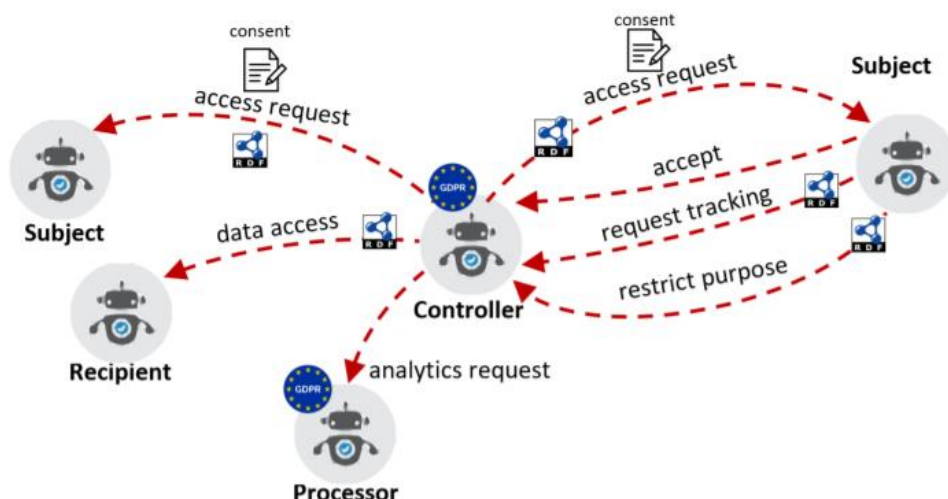 consent
access request
RDF
Subject
consent
access request
RDF
Subject
accept
request tracking
RDF
restrict purpose
RDF
GDPR
Controller
data access
RDF
Recipient
analytics request
GDPR
Processor